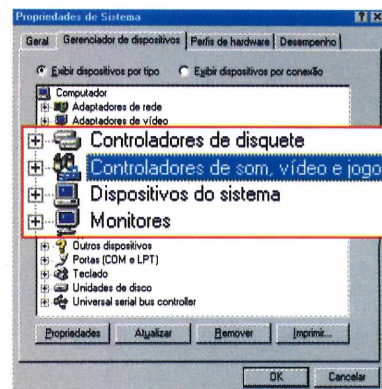 Propriedades de Sistema
Geral Gerenciador de dispositivos Perfis de hardware Desempenho
Exibir dispositivos por tipo Exibir dispositivos por conexão
Computador
Adaptadores de rede
Adaptadores de vídeo
Controladores de disquete
Controladores de som, vídeo e jogo
Dispositivos do sistema
Monitores
Outros dispositivos
Portas (COM e LPT)
Teclado
Unidades de disco
Universal serial bus controller
Propriedades Atualizar Remover Imprimir...
OK Cancelar